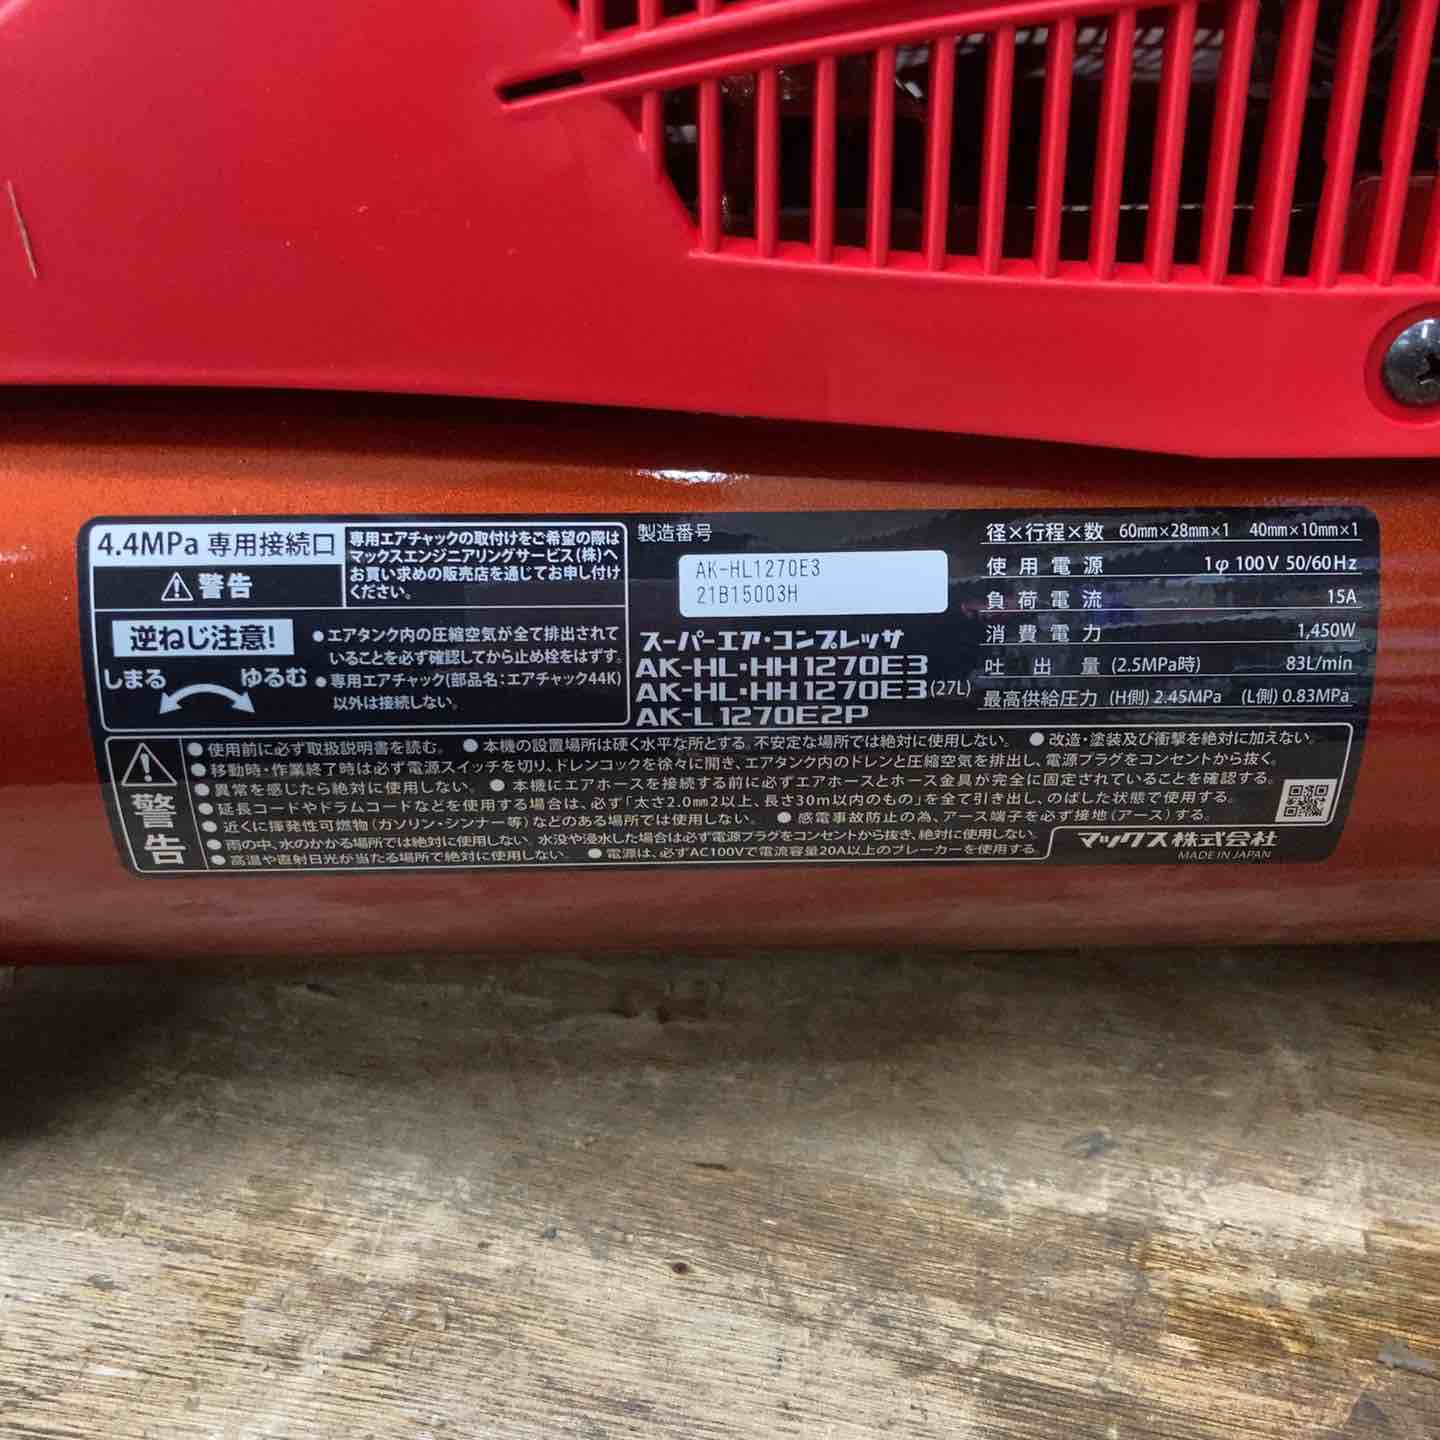 4.4MPa 専用接続口
警告
専用エアチャックの取付けをご希望の際は
マックスエンジニアリングサービス(株)へ
お買い求めの販売店を通じてお申し付け
ください。
逆ねじ注意!
しまる ゆるむ
●エアタンク内の圧縮空気が全て排出されて
いることを必ず確認してから止め栓をはずす。
●専用エアチャック(部品名:エアチャック44K)
以外は接続しない。
製造番号
AK-HL1270E3
21B15003H
スーパーエア・コンプレッサ
AK-HL・HH1270E3
AK-HL・HH1270E3(27L)
AK-L1270E2P
径×行程×数 60mm×28mm×1 40mm×10mm×1
使用電源 1φ 100V 50/60Hz
負荷電流 15A
消費電力 1,450W
吐出量 (2.5MPa時) 83L/min
最高供給圧力 (H側) 2.45MPa (L側) 0.83MPa
警告
●使用前に必ず取扱説明書を読む。 ●本機の設置場所は硬く水平な所とする。不安定な場所では絶対に使用しない。 ●改造・塗装及び衝撃を絶対に加えない。
●移動時・作業終了時は必ず電源スイッチを切り、ドレンコックを徐々に開き、エアタンク内のドレンと圧縮空気を排出し、電源プラグをコンセントから抜く。
●異常を感じたら絶対に使用しない。 ●本機にエアホースを接続する前に必ずエアホースとホース金具が完全に固定されていることを確認する。
●延長コードやドラムコードなどを使用する場合は、必ず「太さ2.0mm2以上、長さ30m以内のもの」を全て引き出し、のばした状態で使用する。
●近くに揮発性可燃物(ガソリン・シンナー等)などのある場所では使用しない。 ●感電事故防止の為、アース端子を必ず接地(アース)する。
●雨の中、水のかかる場所では絶対に使用しない。水没や浸水した場合は必ず電源プラグをコンセントから抜き、絶対に使用しない。
●高温や直射日光が当たる場所で絶対に使用しない。 ●電源は、必ずAC100Vで電流容量20A以上のブレーカーを使用する。
マックス株式会社
MADE IN JAPAN